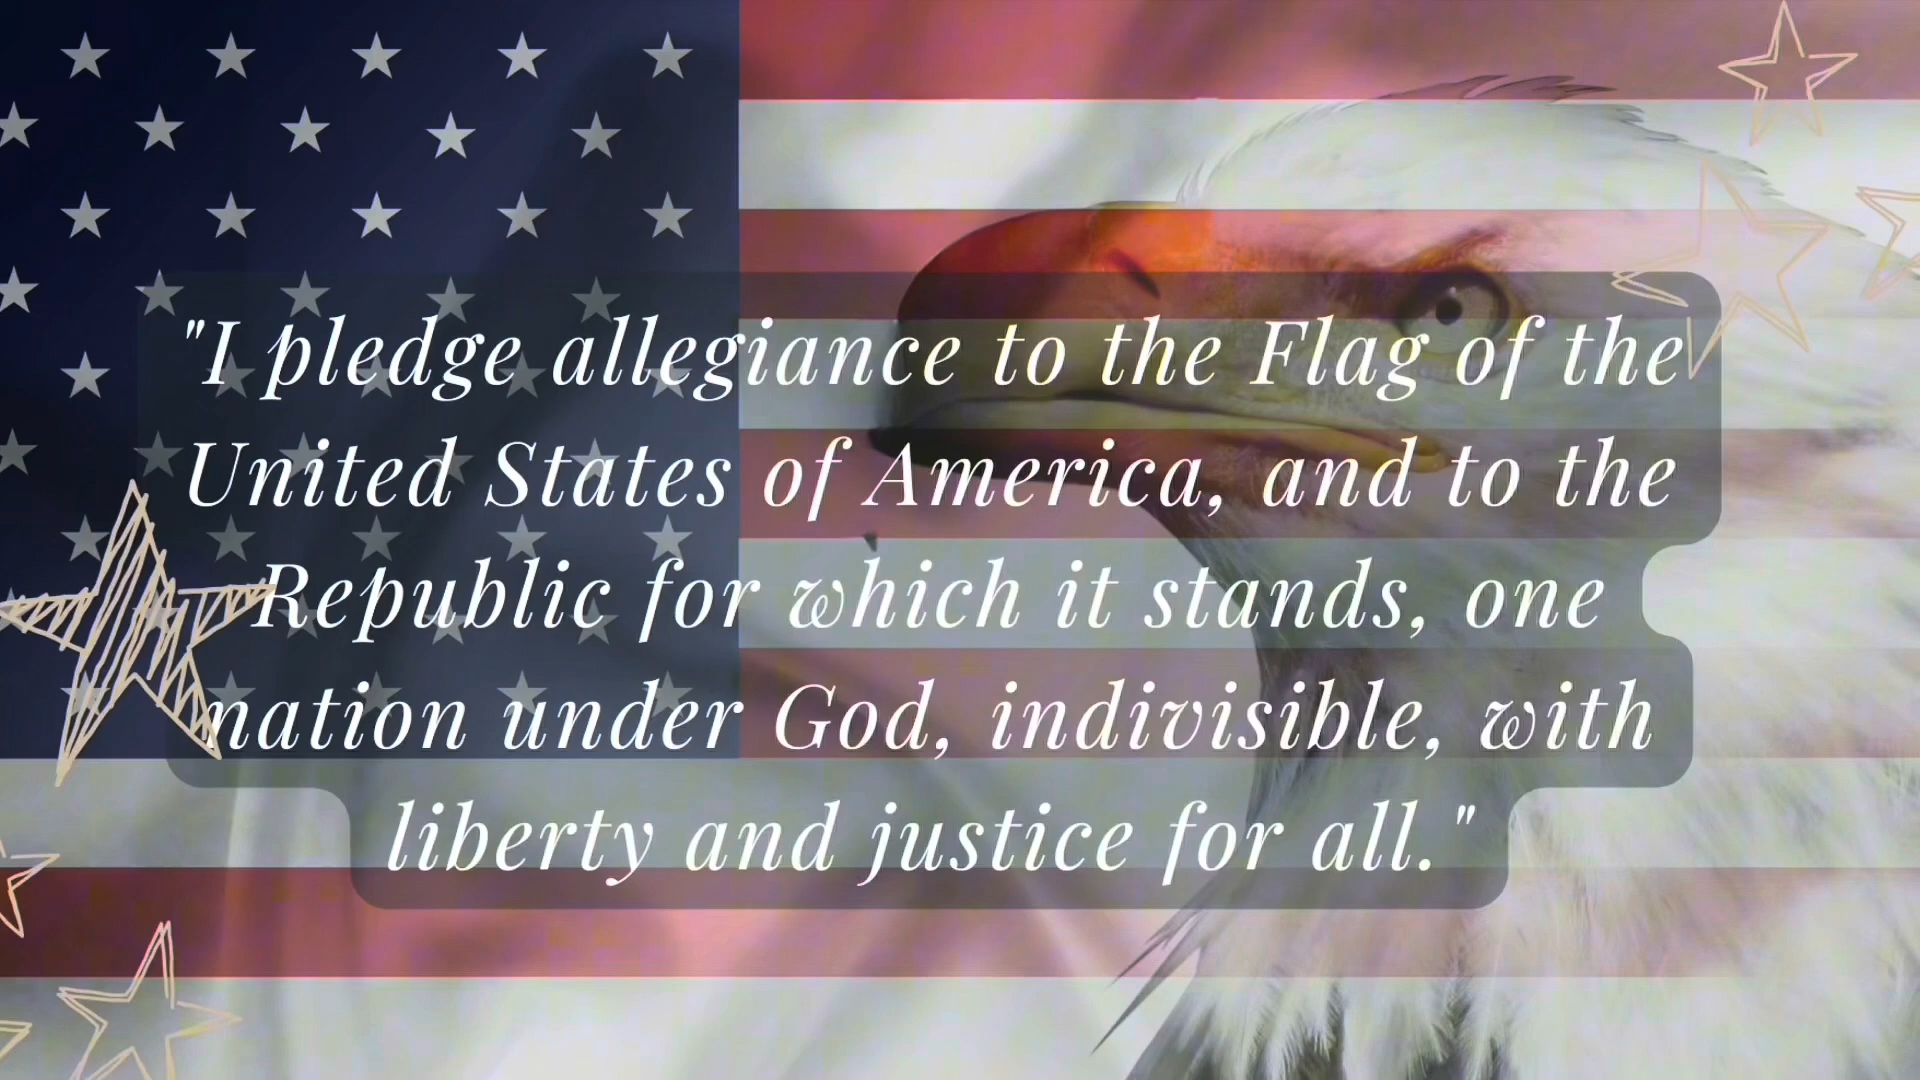 "I pledge allegiance to the Flag of the
United States of America, and to the
Republic for which it stands, one
nation under God, indivisible, with
liberty and justice for all."